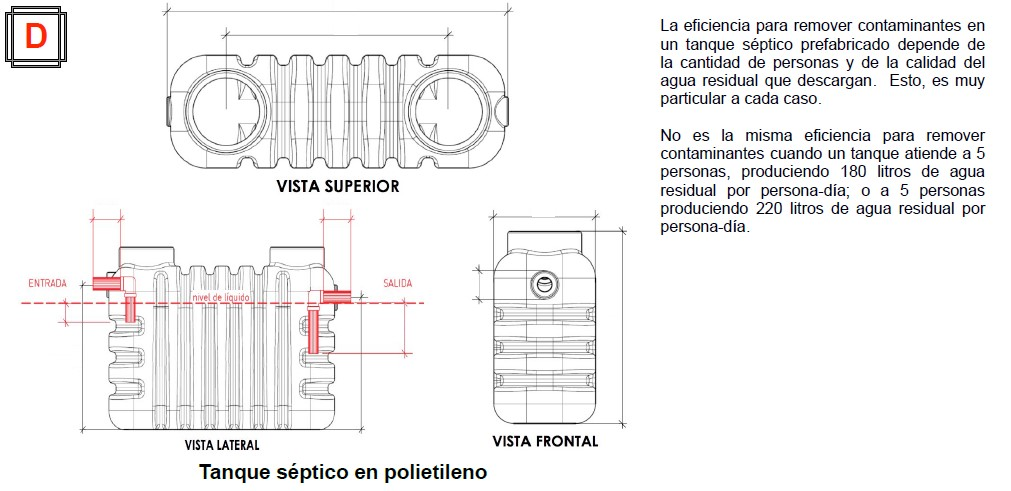 D
La eficiencia para remover contaminantes en
un tanque séptico prefabricado depende de
la cantidad de personas y de la calidad del
agua residual que descargan. Esto, es muy
particular a cada caso.
No es la misma eficiencia para remover
contaminantes cuando un tanque atiende a 5
personas, produciendo 180 litros de agua
residual por persona-día; o a 5 personas
produciendo 220 litros de agua residual por
persona-día.
VISTA SUPERIOR
ENTRADA
SALIDA
nivel de líquido
VISTA LATERAL
VISTA FRONTAL
Tanque séptico en polietileno